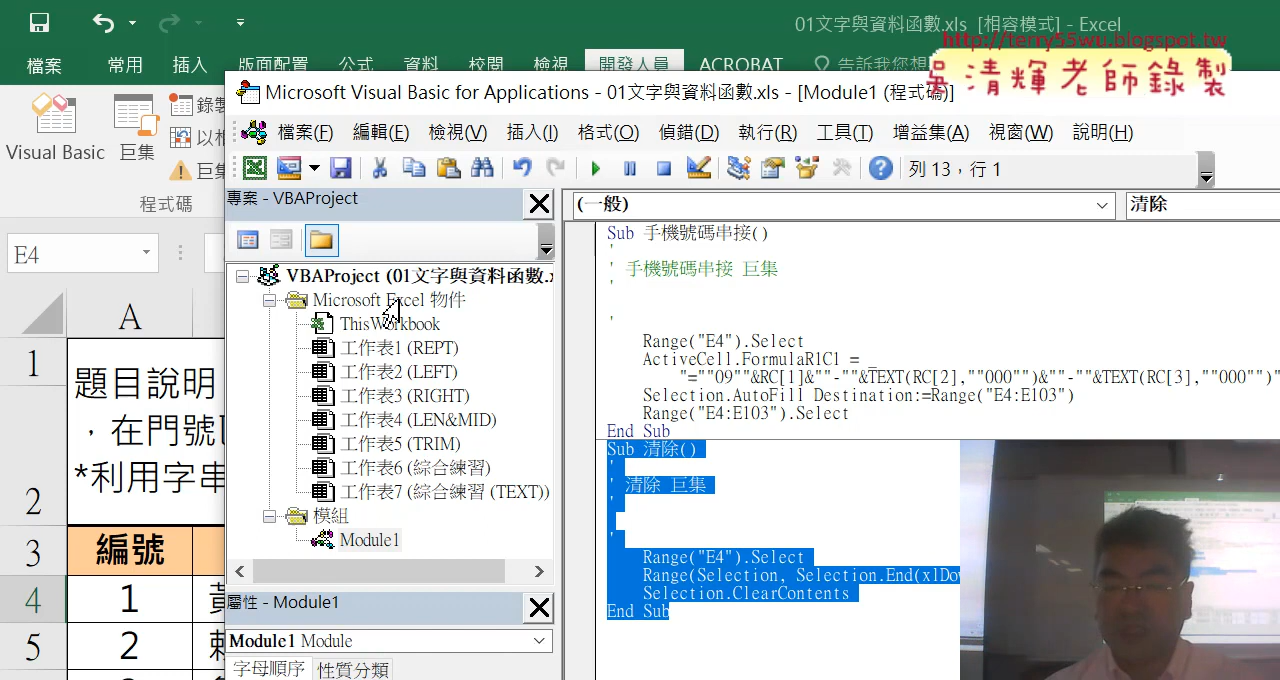 01文字與資料函數.xls [相容模式] - Excel
http://terry55wu.blogspot.tw
吳清輝老師錄製
檔案 常用 插入 版面配置 公式 資料 校閱 檢視 開發人員 ACROBAT 告訴我您想
Microsoft Visual Basic for Applications - 01文字與資料函數.xls - [Module1 (程式碼)]
檔案(F) 編輯(E) 檢視(V) 插入(I) 格式(O) 偵錯(D) 執行(R) 工具(T) 增益集(A) 視窗(W) 說明(H)
Visual Basic 巨集
錄製
以相
巨集
程式碼
列 13，行 1
專案 - VBAProject
(一般) 清除
E4
VBAProject (01文字與資料函數.x
Microsoft Excel 物件
ThisWorkbook
工作表1 (REPT)
工作表2 (LEFT)
工作表3 (RIGHT)
工作表4 (LEN&MID)
工作表5 (TRIM)
工作表6 (綜合練習)
工作表7 (綜合練習 (TEXT))
模組
Module1
屬性 - Module1
Module1 Module
字母順序 性質分類
Sub 手機號碼串接()
'
' 手機號碼串接 巨集
'
'
Range("E4").Select
ActiveCell.FormulaR1C1 = _
"=""09""&RC[1]&""-""&TEXT(RC[2],""000"")&""-""&TEXT(RC[3],""000"")"
Selection.AutoFill Destination:=Range("E4:E103")
Range("E4:E103").Select
End Sub
Sub 清除()
'
' 清除 巨集
'
'
Range("E4").Select
Range(Selection, Selection.End(xlDow
Selection.ClearContents
End Sub
A
1
題目說明
，在門號
2
*利用字串
3 編號
4 1
5 2